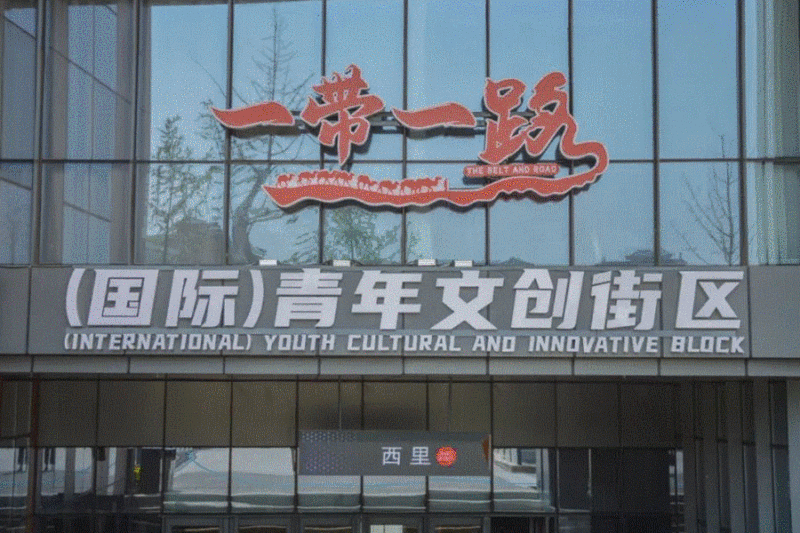 一带一路
THE BELT AND ROAD
(国际)青年文创街区
(INTERNATIONAL) YOUTH CULTURAL AND INNOVATIVE BLOCK
西里